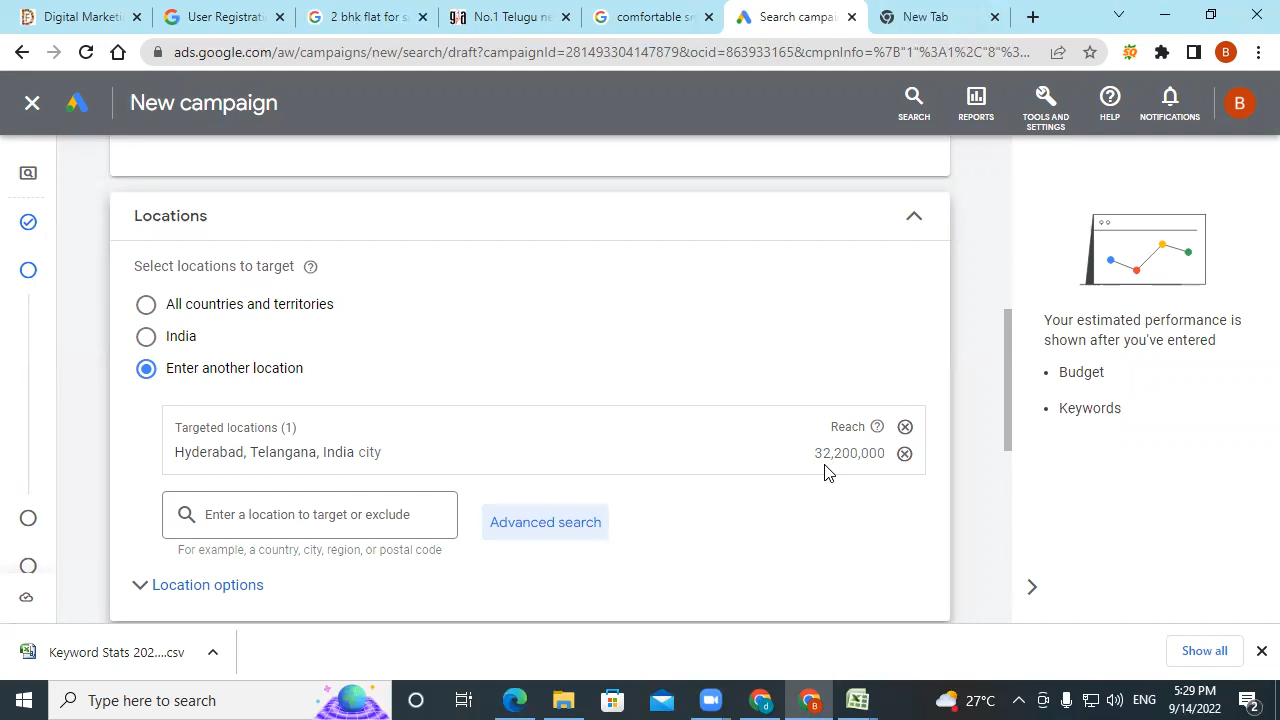 Digital Marketi
User Registrati
2 bhk flat for s
No.1 Telugu ne
comfortable sn
Search campai
New Tab
ads.google.com/aw/campaigns/new/search/draft?campaignId=281493304147879&ocid=863933165&cmpnInfo=%7B"1"%3A1%2C"8"%3...
B
New campaign
SEARCH
REPORTS
TOOLS AND
SETTINGS
HELP
NOTIFICATIONS
B
Locations
Select locations to target
All countries and territories
India
Enter another location
Targeted locations (1)
Reach
Hyderabad, Telangana, India city
32,200,000
Enter a location to target or exclude
Advanced search
For example, a country, city, region, or postal code
Location options
Your estimated performance is
shown after you've entered
• Budget
• Keywords
Keyword Stats 202....csv
Show all
Type here to search
27°C
ENG
5:29 PM
9/14/2022
2